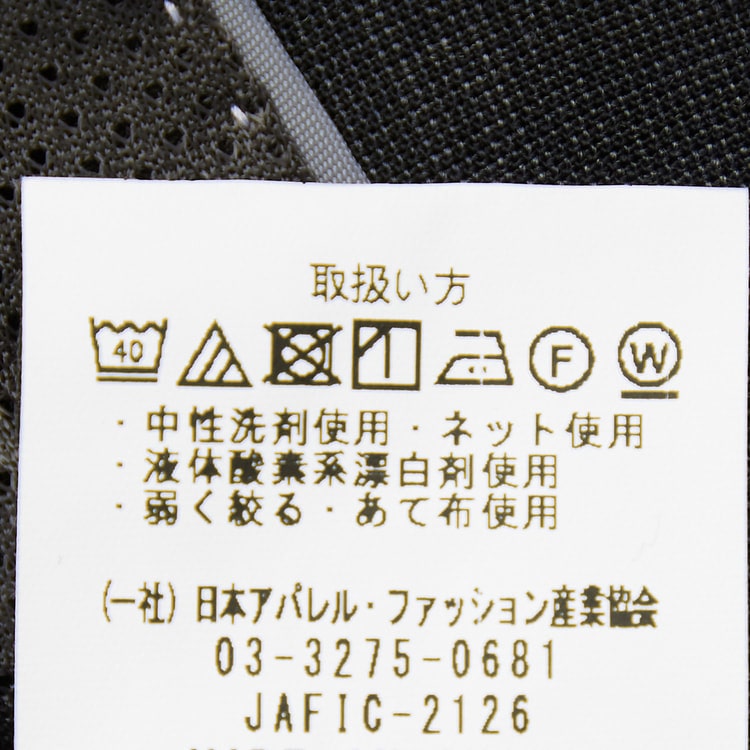 取扱い方
40 F W
・中性洗剤使用・ネット使用
・液体酸素系漂白剤使用
・弱く絞る・あて布使用
(一社)日本アパレル・ファッション産業協会
03-3275-0681
JAFIC-2126